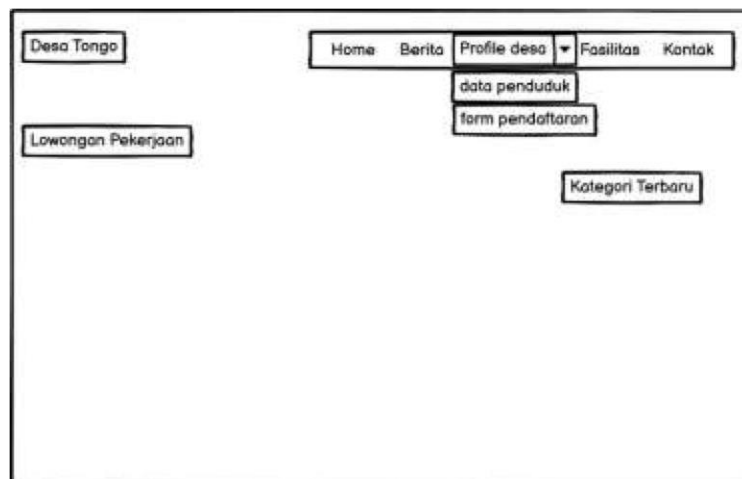 Desa Tongo
Home Berita Profile desa Fasilitas Kontak
data penduduk
form pendaftaran
Lowongan Pekerjaan
Kategori Terbaru